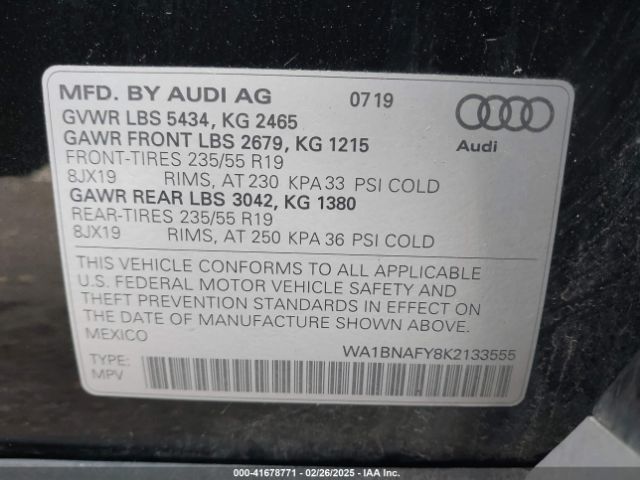 MFD. BY AUDI AG 07 19
GVWR LBS 5434, KG 2465
GAWR FRONT LBS 2679, KG 1215
FRONT-TIRES 235/55 R19
8JX19 RIMS, AT 230 KPA 33 PSI COLD
GAWR REAR LBS 3042, KG 1380
REAR-TIRES 235/55 R19
8JX19 RIMS, AT 250 KPA 36 PSI COLD
Audi
THIS VEHICLE CONFORMS TO ALL APPLICABLE
U.S. FEDERAL MOTOR VEHICLE SAFETY AND
THEFT PREVENTION STANDARDS IN EFFECT ON
THE DATE OF MANUFACTURE SHOWN ABOVE.
MEXICO
WA1BNAFY8K2133555
TYPE:
MPV
000-41678771 - 02/26/2025 - IAA Inc.